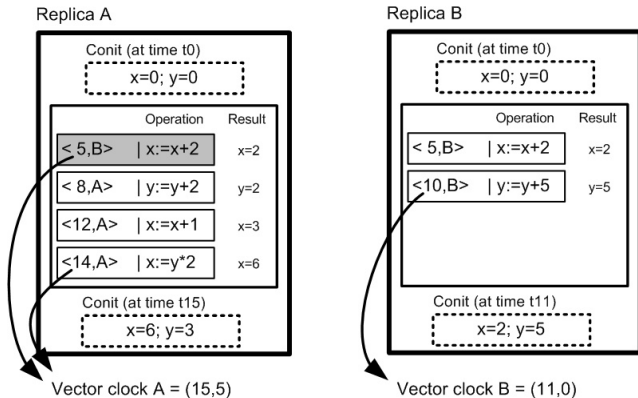 Replica A
Conit (at time t0)
x=0; y=0
Operation Result
< 5,B> | x:=x+2 x=2
< 8,A> | y:=y+2 y=2
<12,A> | x:=x+1 x=3
<14,A> | x:=y*2 x=6
Conit (at time t15)
x=6; y=3
Vector clock A = (15,5)
Replica B
Conit (at time t0)
x=0; y=0
Operation Result
< 5,B> | x:=x+2 x=2
<10,B> | y:=y+5 y=5
Conit (at time t11)
x=2; y=5
Vector clock B = (11,0)